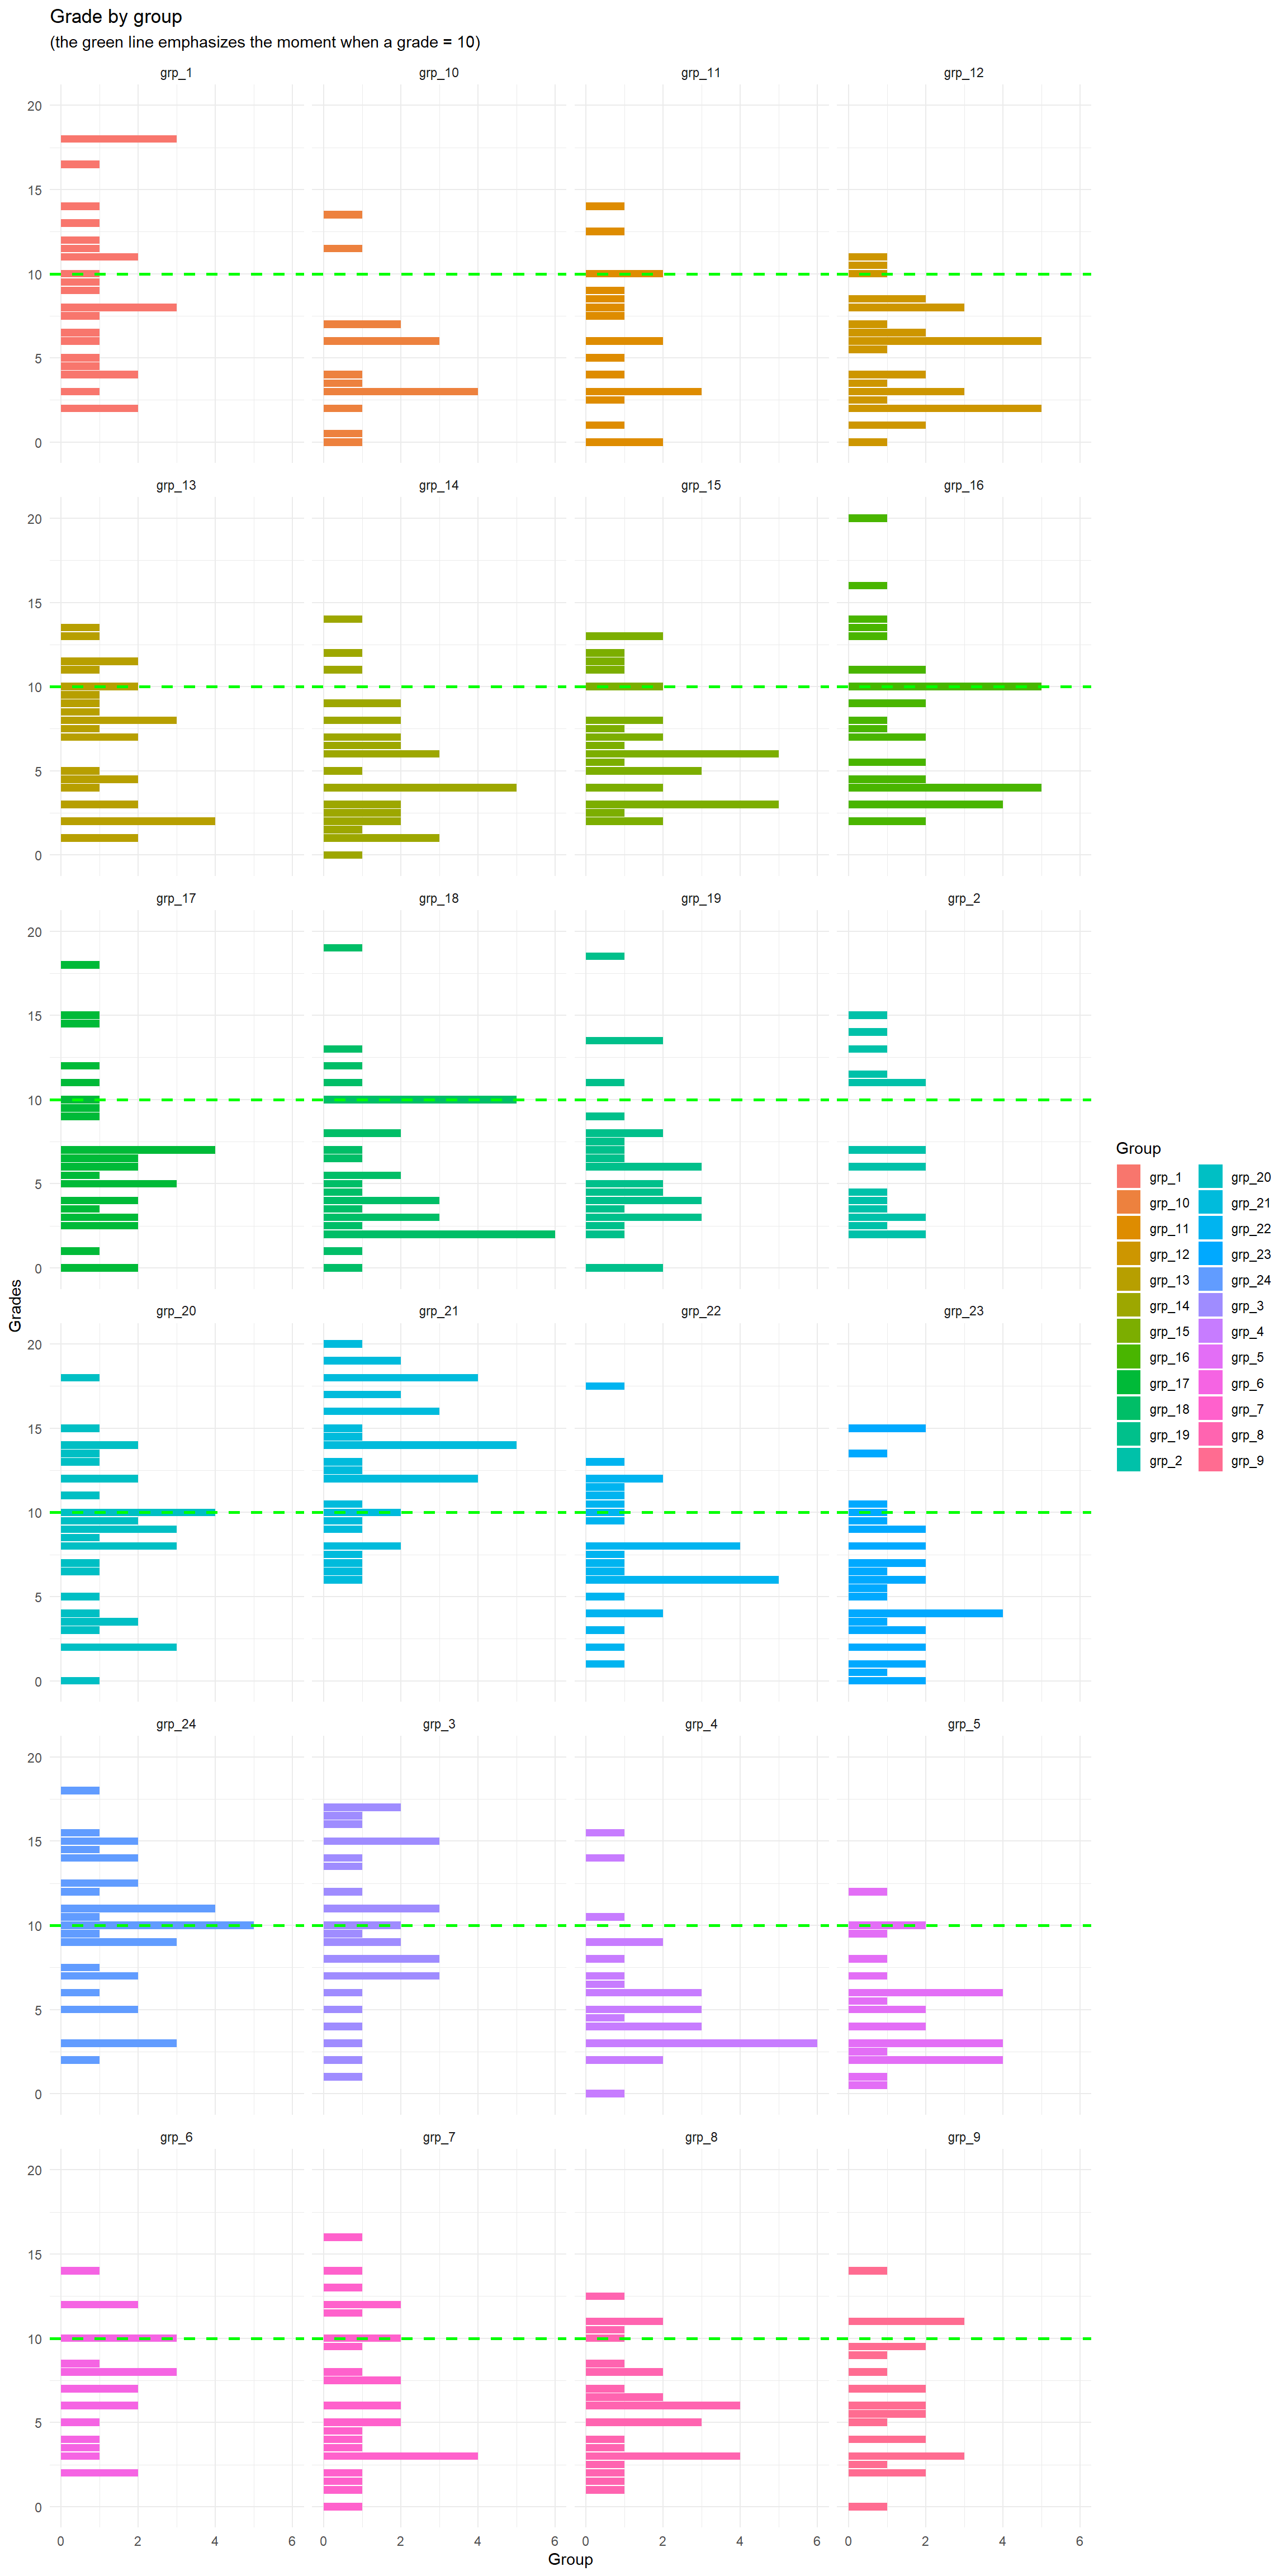 Grade by group
(the green line emphasizes the moment when a grade = 10)
grp_1 grp_10 grp_11 grp_12
20
15
10
5
0
grp_13 grp_14 grp_15 grp_16
20
15
10
5
0
grp_17 grp_18 grp_19 grp_2
20
15
10
5
0
Grades
grp_20 grp_21 grp_22 grp_23
20
15
10
5
0
grp_24 grp_3 grp_4 grp_5
20
15
10
5
0
grp_6 grp_7 grp_8 grp_9
20
15
10
5
0
0 2 4 6 0 2 4 6 0 2 4 6 0 2 4 6
Group
Group
grp_1 grp_20
grp_10 grp_21
grp_11 grp_22
grp_12 grp_23
grp_13 grp_24
grp_14 grp_3
grp_15 grp_4
grp_16 grp_5
grp_17 grp_6
grp_18 grp_7
grp_19 grp_8
grp_2 grp_9